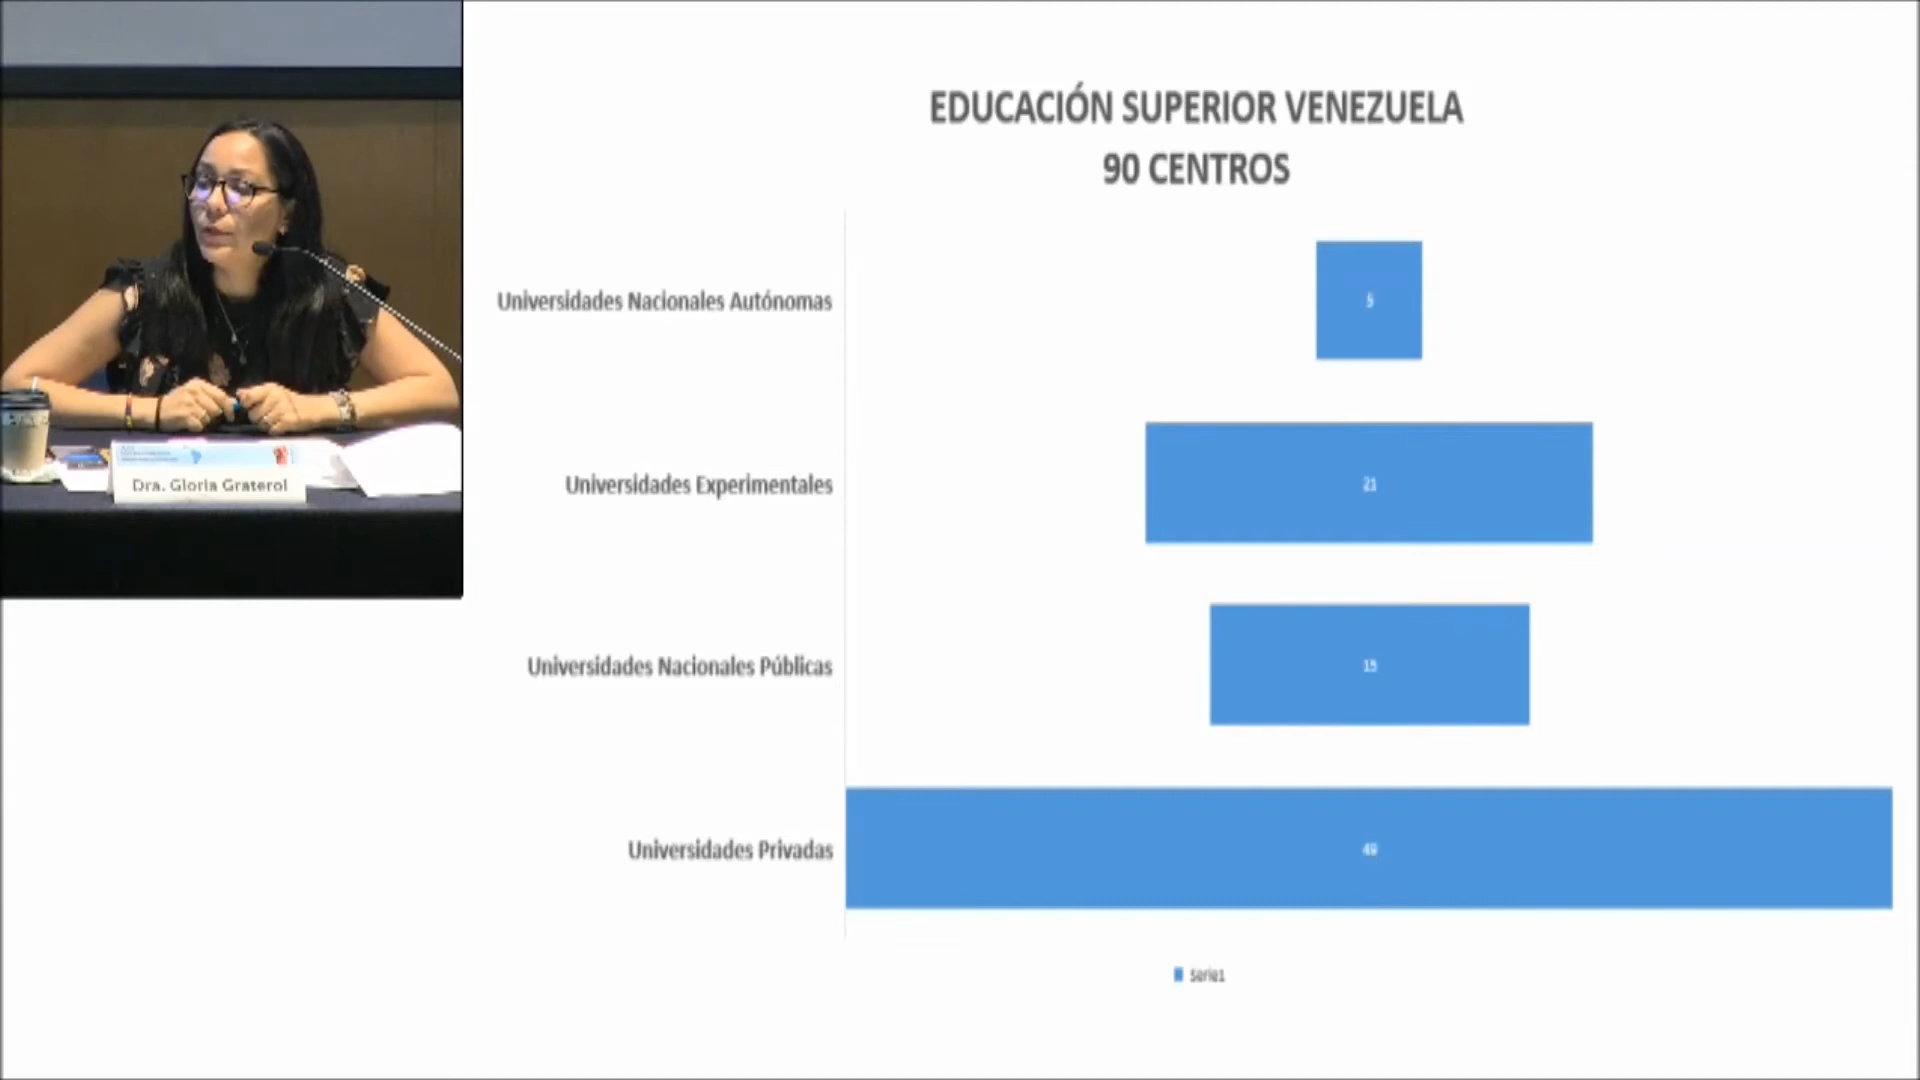 EDUCACIÓN SUPERIOR VENEZUELA
90 CENTROS
Universidades Nacionales Autónomas
5
Universidades Experimentales
21
Universidades Nacionales Públicas
15
Universidades Privadas
49
Serie1
Dra. Gloria Graterol